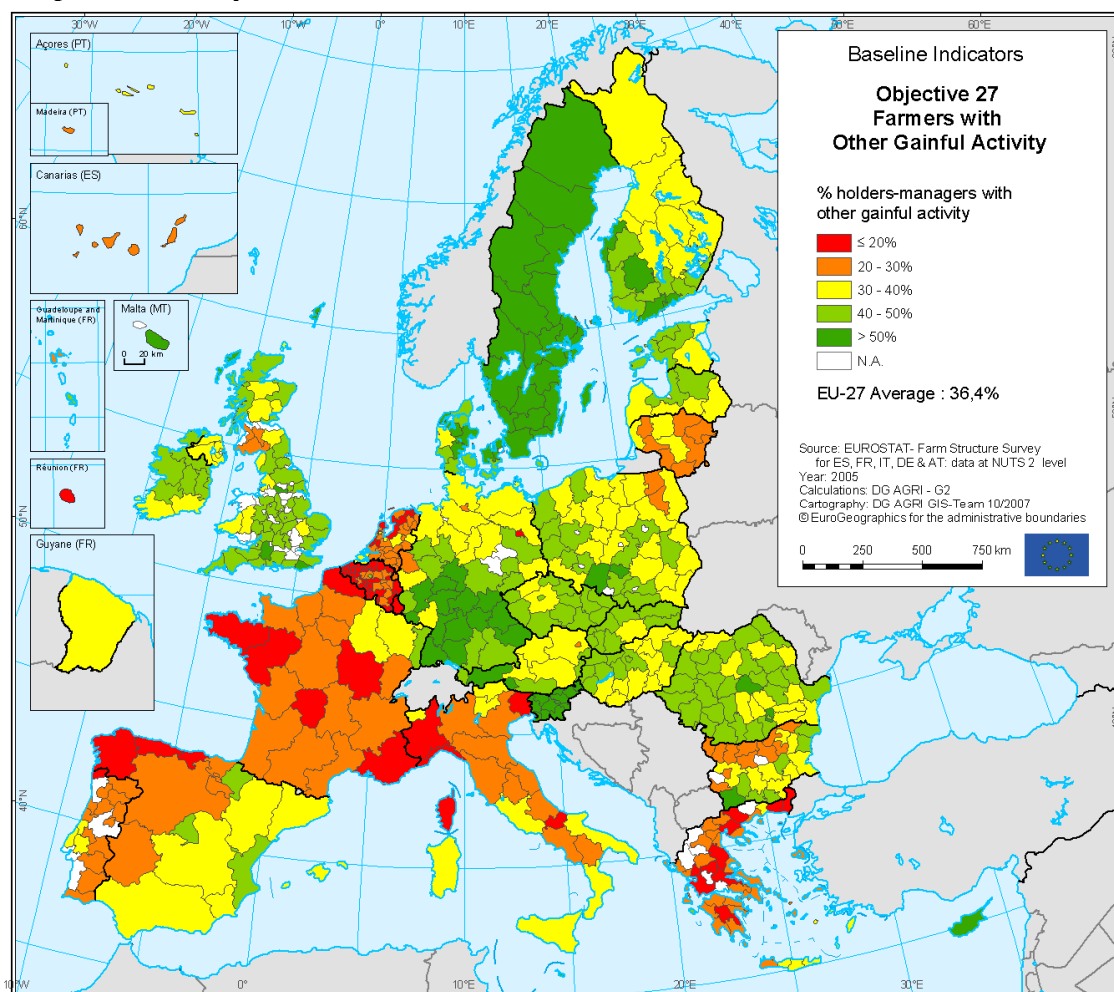 30°W
20°W
10°W
0°
10°E
20°E
30°E
40°E
50°E
60°E
Açores (PT)
Madeira (PT)
Canarias (ES)
Guadeloupe and
Martinique (FR)
Malta (MT)
0 20 km
Réunion (FR)
Guyane (FR)
60°N
50°N
40°N
Baseline Indicators
Objective 27
Farmers with
Other Gainful Activity
% holders-managers with
other gainful activity
≤ 20%
20 - 30%
30 - 40%
40 - 50%
> 50%
N.A.
EU-27 Average : 36,4%
Source: EUROSTAT- Farm Structure Survey
for ES, FR, IT, DE & AT: data at NUTS 2 level
Year: 2005
Calculations: DG AGRI - G2
Cartography: DG AGRI GIS-Team 10/2007
© EuroGeographics for the administrative boundaries
0 250 500 750 km
10°W
0°
10°E
20°E
30°E